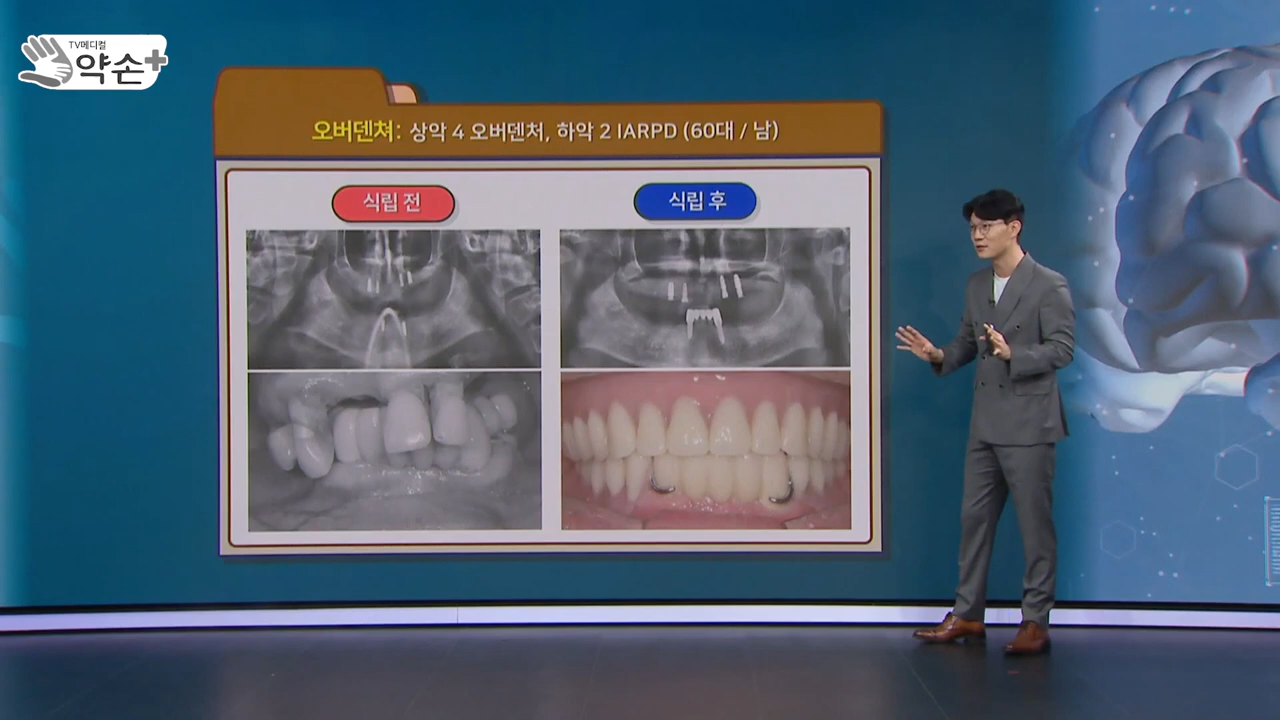 TV메디컬
약손+
오버덴쳐: 상악 4 오버덴처, 하악 2 IARPD (60대 / 남)
식립 전
식립 후